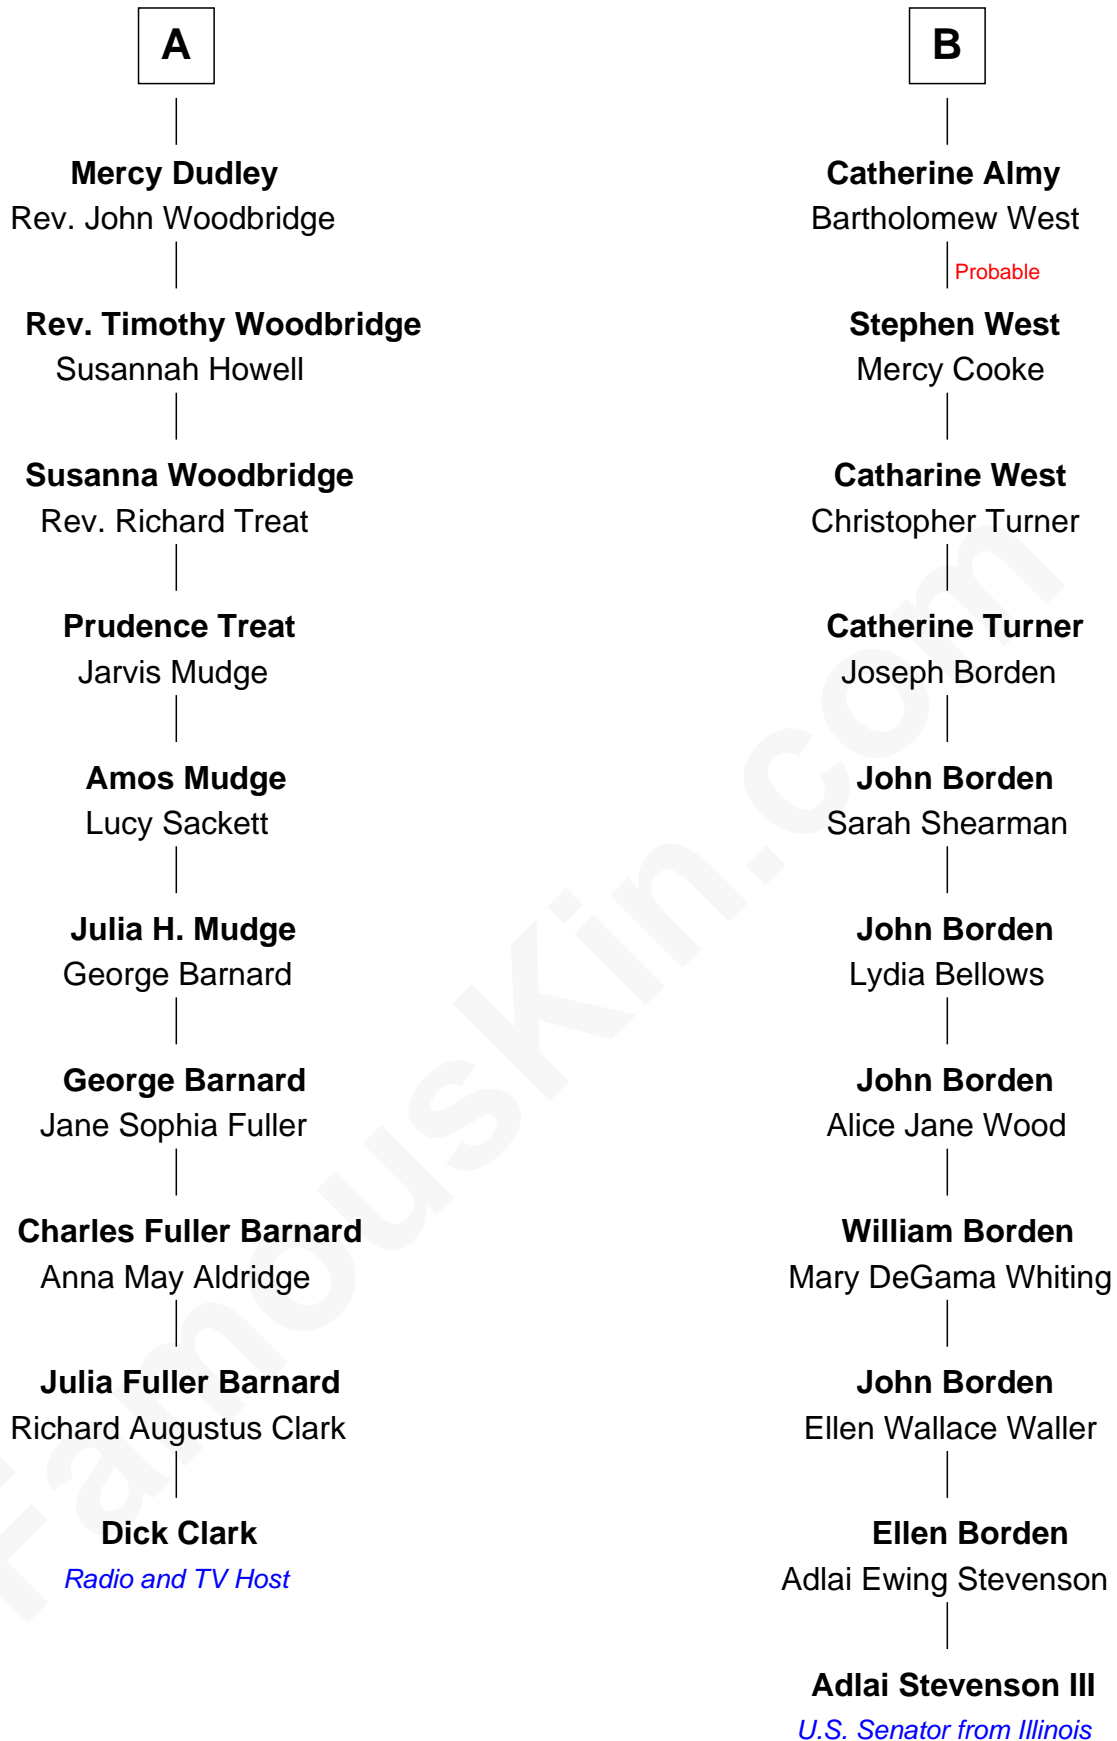 A
Mercy Dudley
Rev. John Woodbridge
Rev. Timothy Woodbridge
Susannah Howell
Susanna Woodbridge
Rev. Richard Treat
Prudence Treat
Jarvis Mudge
Amos Mudge
Lucy Sackett
Julia H. Mudge
George Barnard
George Barnard
Jane Sophia Fuller
Charles Fuller Barnard
Anna May Aldridge
Julia Fuller Barnard
Richard Augustus Clark
Dick Clark
Radio and TV Host
B
Catherine Almy
Bartholomew West
Probable
Stephen West
Mercy Cooke
Catharine West
Christopher Turner
Catherine Turner
Joseph Borden
John Borden
Sarah Shearman
John Borden
Lydia Bellows
John Borden
Alice Jane Wood
William Borden
Mary DeGama Whiting
John Borden
Ellen Wallace Waller
Ellen Borden
Adlai Ewing Stevenson
Adlai Stevenson III
U.S. Senator from Illinois
FamousKin.com